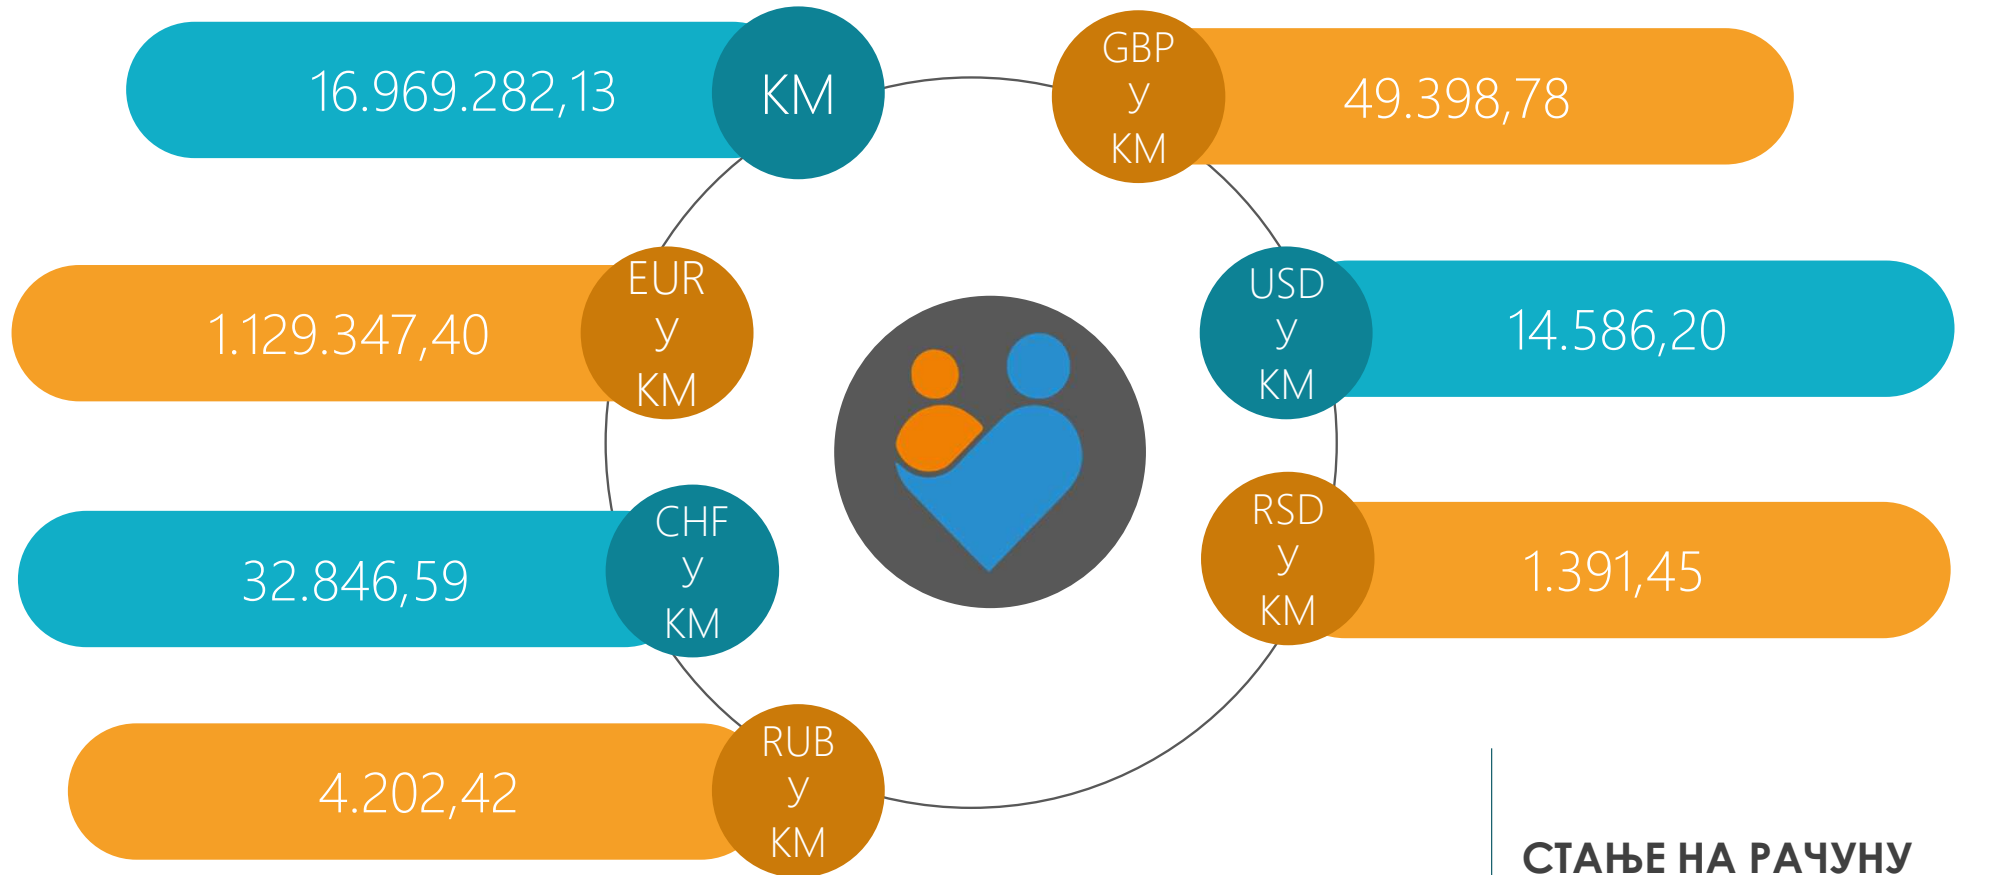 16.969.282,13
КМ
GBP
у
КМ
49.398,78
1.129.347,40
EUR
у
КМ
USD
у
КМ
14.586,20
32.846,59
CHF
у
КМ
RSD
у
КМ
1.391,45
4.202,42
RUB
у
КМ
СТАЊЕ НА РАЧУНУ